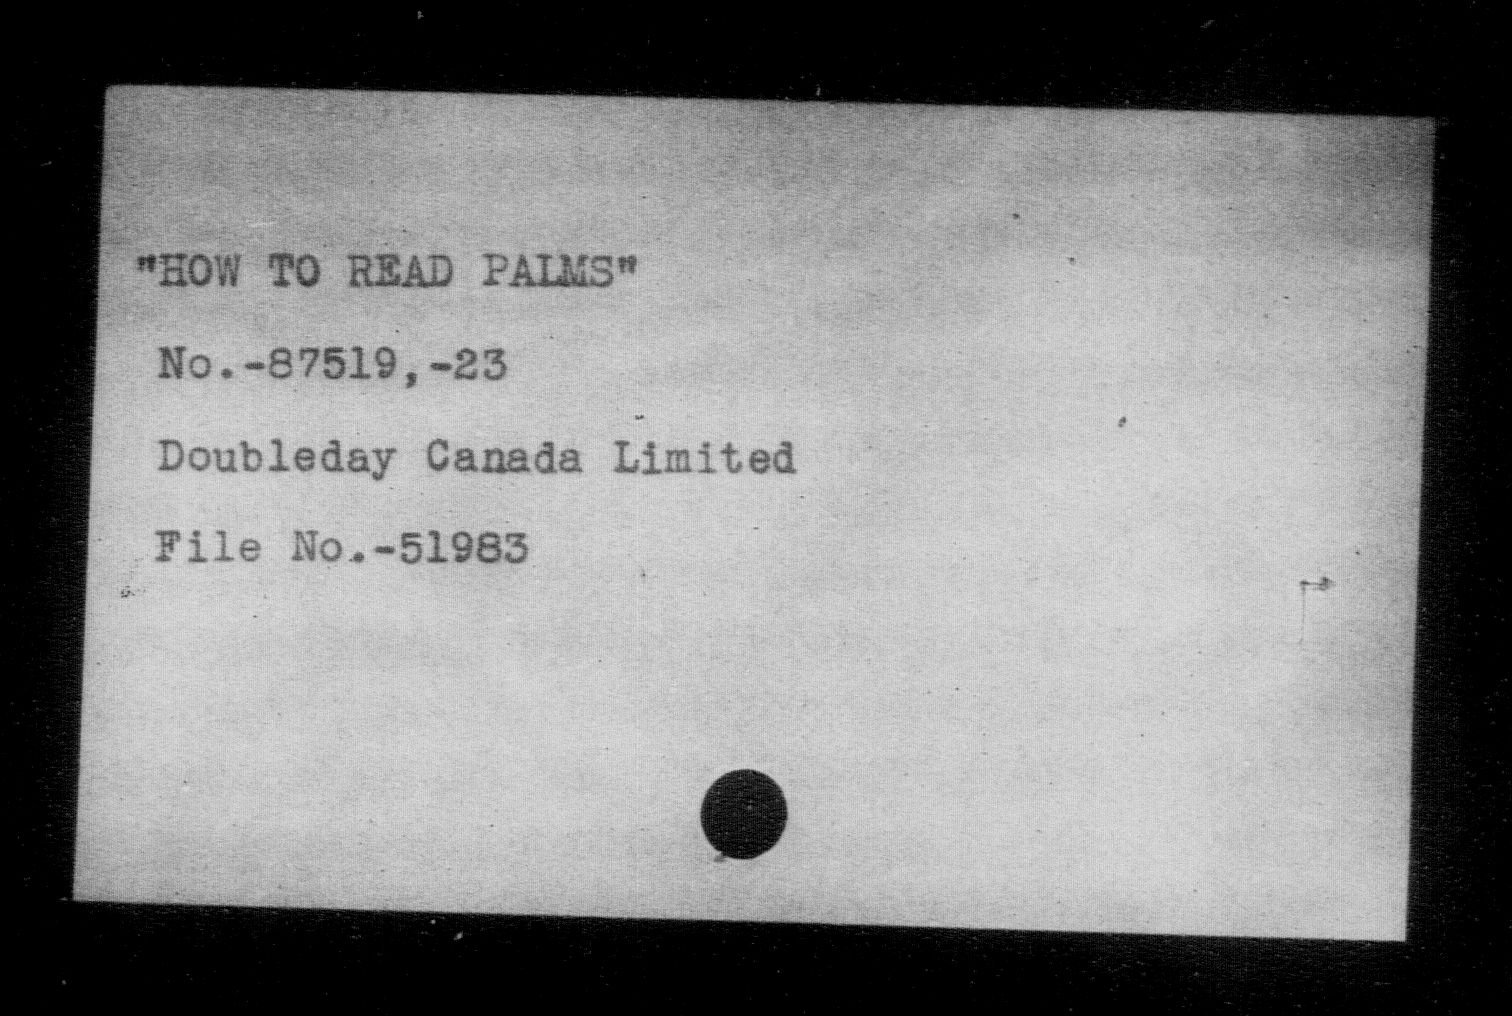 "HOW TO READ PALMS"
No.-87519,-23
Doubleday Canada Limited
File No.-51983